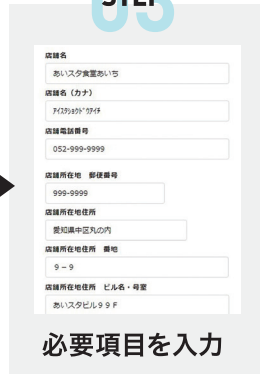 STEP
03
店舗名
あいスタ食堂あいち
店舗名（カナ）
ｱｲｽﾀｼｮｸﾄﾞｳｱｲﾁ
店舗電話番号
052-999-9999
店舗所在地　郵便番号
999-9999
店舗所在地住所
愛知県中区丸の内
店舗所在地住所　番地
９－９
店舗所在地住所　ビル名・号室
あいスタビル９９Ｆ
必要項目を入力